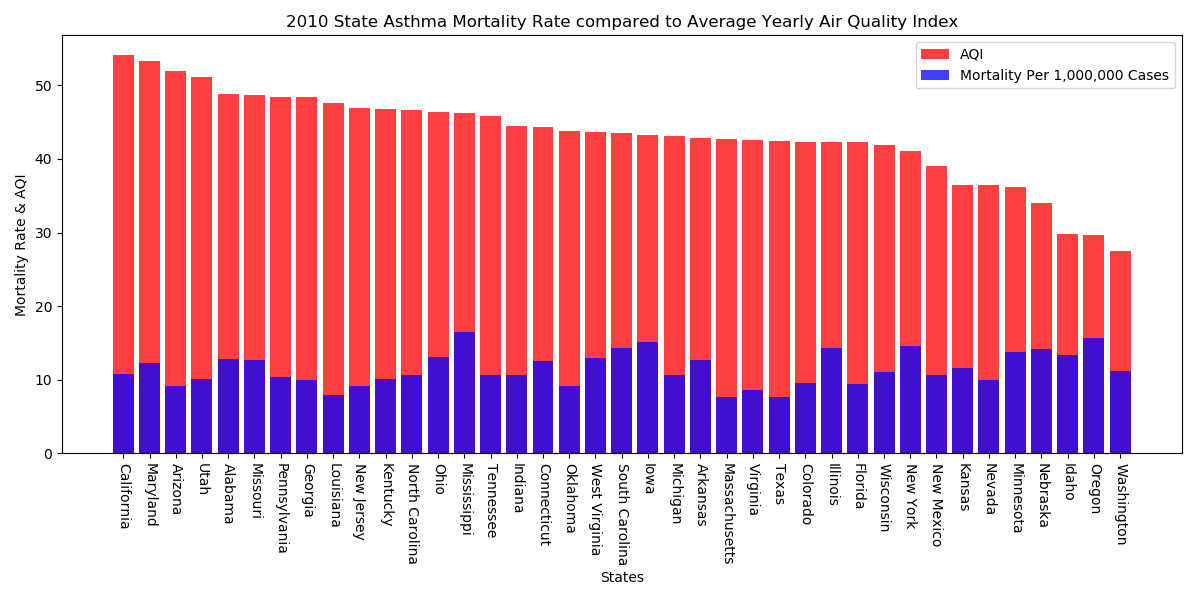 2010 State Asthma Mortality Rate compared to Average Yearly Air Quality Index
AQI
Mortality Per 1,000,000 Cases
Mortality Rate & AQI
50
40
30
20
10
0
California
Maryland
Arizona
Utah
Alabama
Missouri
Pennsylvania
Georgia
Louisiana
New Jersey
Kentucky
North Carolina
Ohio
Mississippi
Tennessee
Indiana
Connecticut
Oklahoma
West Virginia
South Carolina
Iowa
Michigan
Arkansas
Massachusetts
Virginia
Texas
Colorado
Illinois
Florida
Wisconsin
New York
New Mexico
Kansas
Nevada
Minnesota
Nebraska
Idaho
Oregon
Washington
States